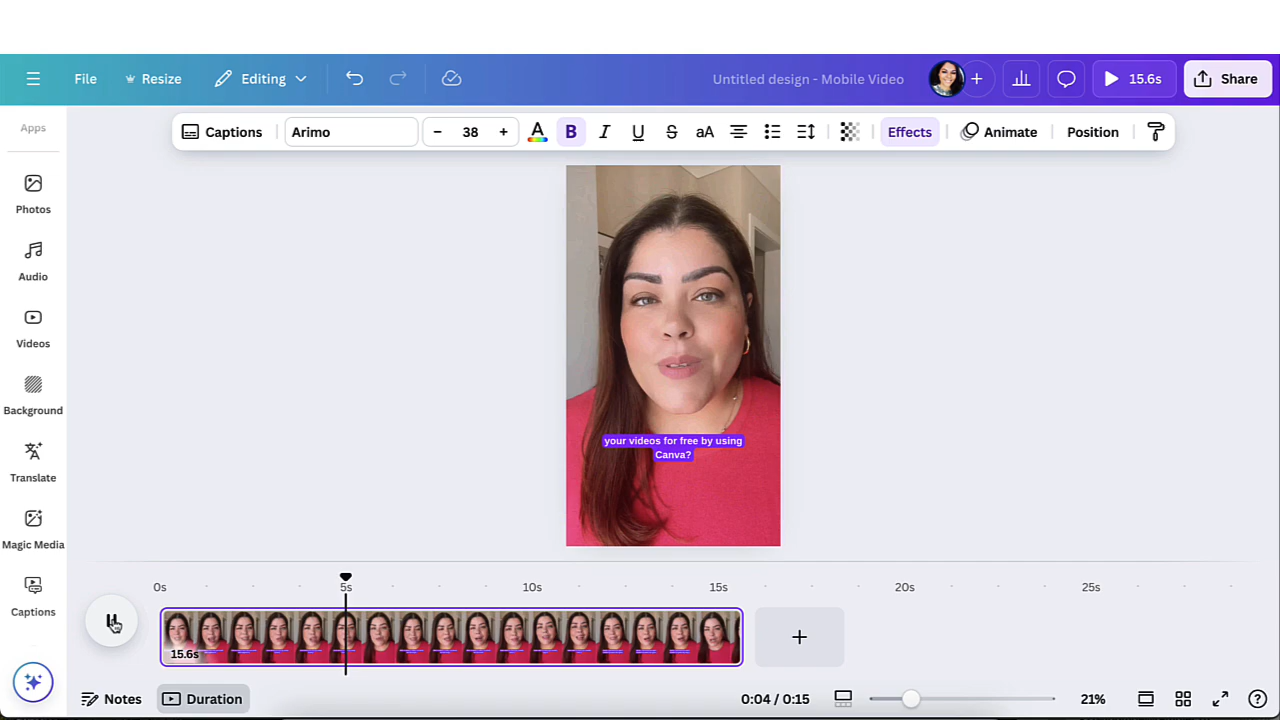 File
Resize
Editing
Untitled design - Mobile Video
15.6s
Share
Apps
Captions
Arimo
38
A
B
I
U
S
aA
Effects
Animate
Position
Photos
Audio
Videos
Background
Translate
Magic Media
Captions
your videos for free by using
Canva?
0s
5s
10s
15s
20s
25s
15.6s
Notes
Duration
0:04 / 0:15
21%